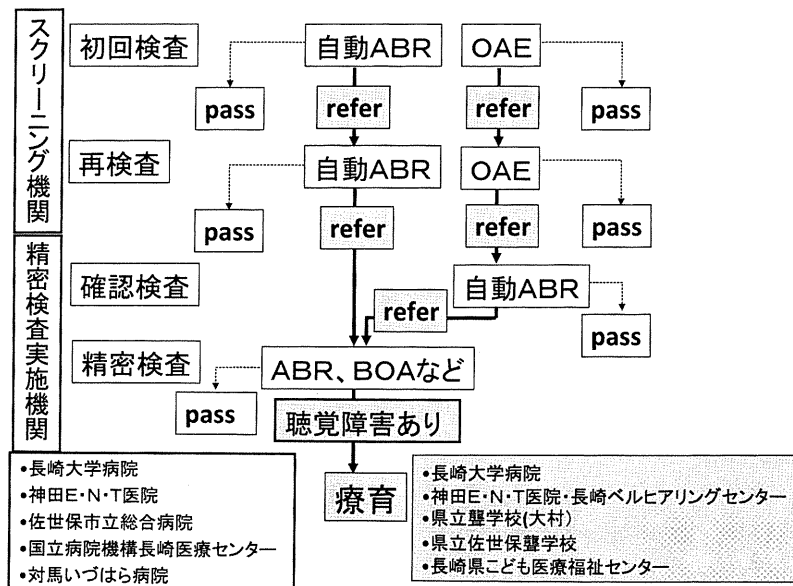 スクリーニング機関
初回検査
自動ABR
OAE
pass
refer
refer
pass
再検査
自動ABR
OAE
pass
refer
refer
pass
精密検査実施機関
確認検査
自動ABR
refer
pass
精密検査
ABR、BOAなど
pass
聴覚障害あり
療育
•長崎大学病院
•神田E・N・T医院
•佐世保市立総合病院
•国立病院機構長崎医療センター
•対馬いづはら病院
•長崎大学病院
•神田E・N・T医院・長崎ベルヒアリングセンター
•県立聾学校(大村)
•県立佐世保聾学校
•長崎県こども医療福祉センター